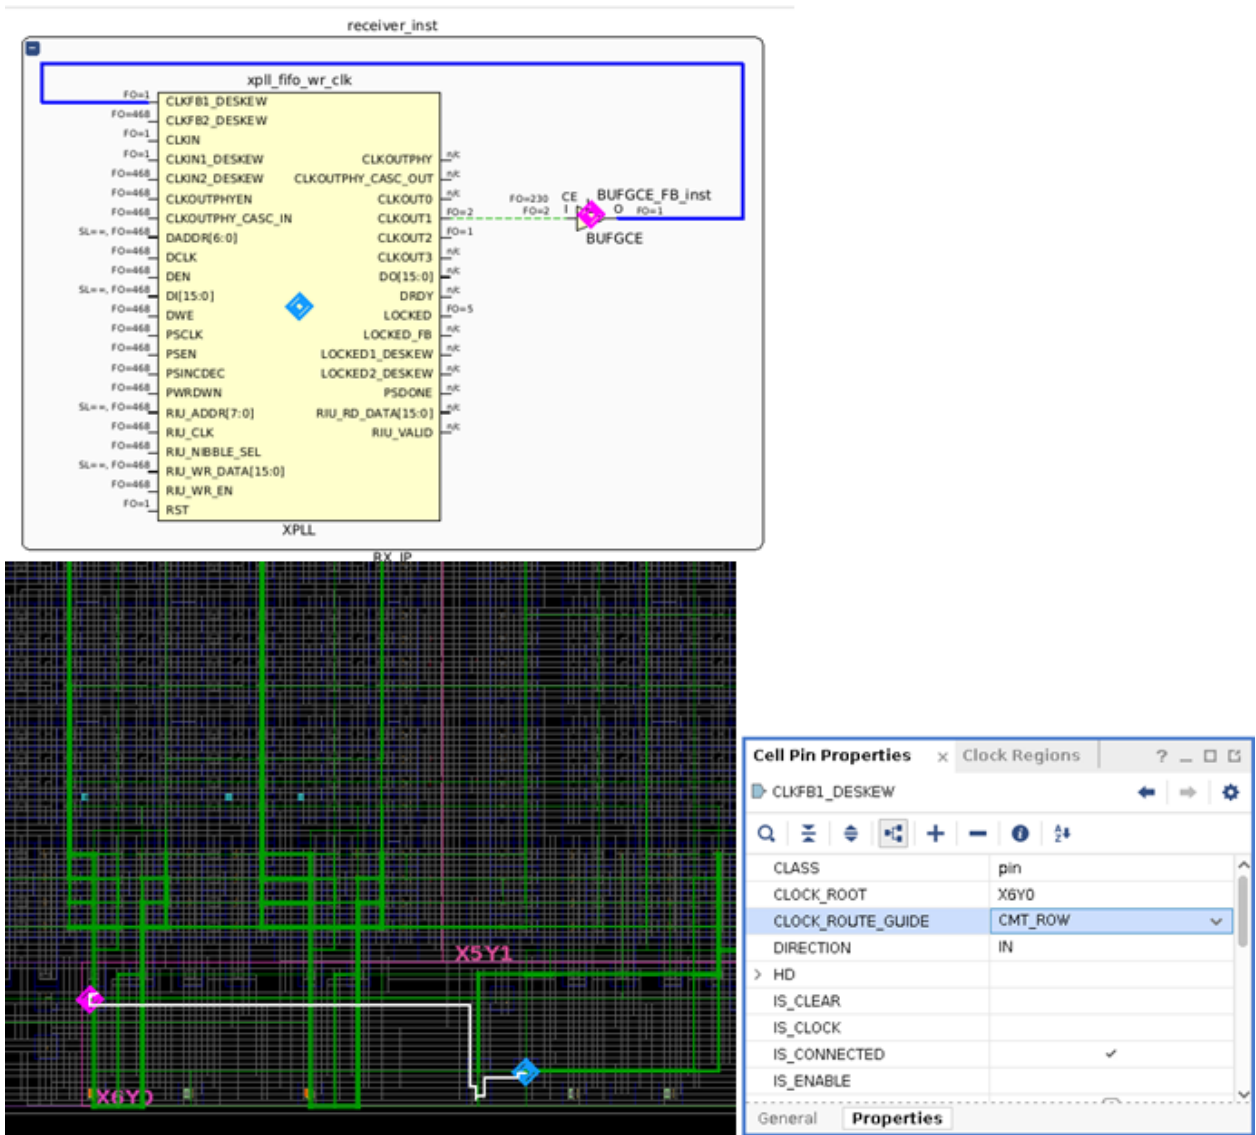 receiver_inst
xpll_fifo_wr_clk
FO=1 CLKFB1_DESKEW
FO=468 CLKFB2_DESKEW
FO=1 CLKIN
FO=1 CLKIN1_DESKEW CLKOUTPHY n/c
FO=468 CLKIN2_DESKEW CLKOUTPHY_CASC_OUT n/c
FO=468 CLKOUTPHYEN CLKOUT0 n/c FO=230 CE BUFGCE_FB_inst
FO=468 CLKOUTPHY_CASC_IN CLKOUT1 FO=2 FO=2 I O FO=1
SL==, FO=468 DADDR[6:0] CLKOUT2 FO=1 BUFGCE
FO=468 DCLK CLKOUT3 n/c
FO=468 DEN DO[15:0] n/c
SL==, FO=468 DI[15:0] DRDY n/c
FO=468 DWE LOCKED FO=5
FO=468 PSCLK LOCKED_FB n/c
FO=468 PSEN LOCKED1_DESKEW n/c
FO=468 PSINCDEC LOCKED2_DESKEW n/c
FO=468 PWRDWN PSDONE n/c
SL==, FO=468 RIU_ADDR[7:0] RIU_RD_DATA[15:0] n/c
FO=468 RIU_CLK RIU_VALID n/c
FO=468 RIU_NIBBLE_SEL
SL==, FO=468 RIU_WR_DATA[15:0]
FO=468 RIU_WR_EN
FO=1 RST
XPLL
RX_IP
X5Y1
X6Y0
Cell Pin Properties × Clock Regions ?
CLKFB1_DESKEW
CLASS pin
CLOCK_ROOT X6Y0
CLOCK_ROUTE_GUIDE CMT_ROW
DIRECTION IN
HD
IS_CLEAR
IS_CLOCK
IS_CONNECTED ✓
IS_ENABLE
General Properties